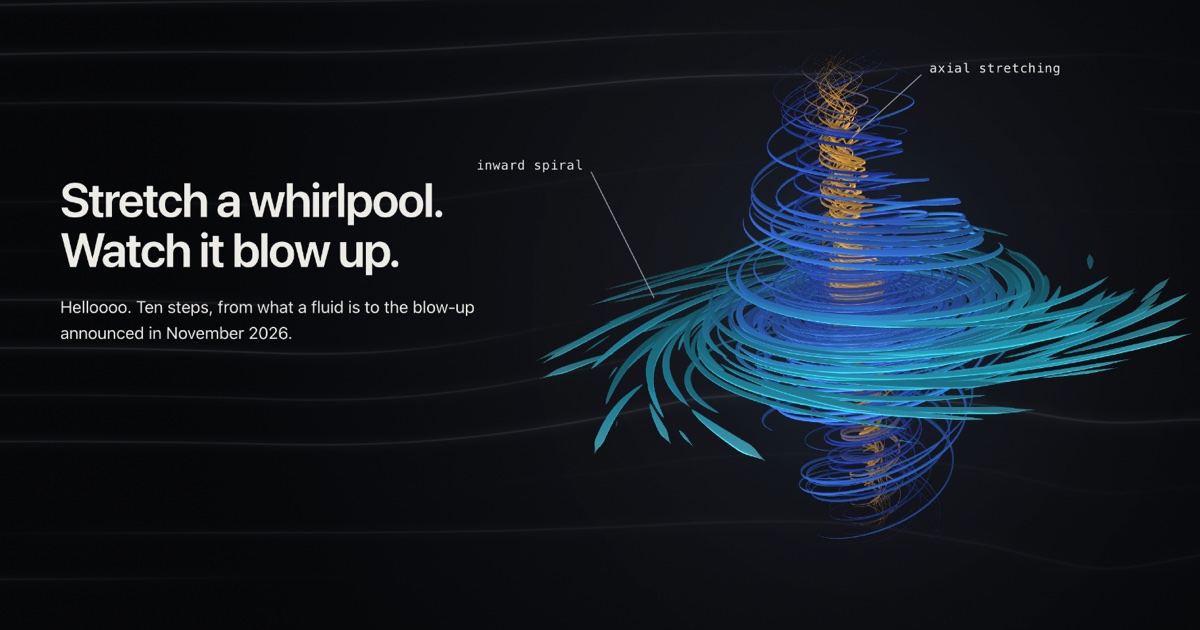 axial stretching
inward spiral
Stretch a whirlpool.
Watch it blow up.
Helloooo. Ten steps, from what a fluid is to the blow-up
announced in November 2026.